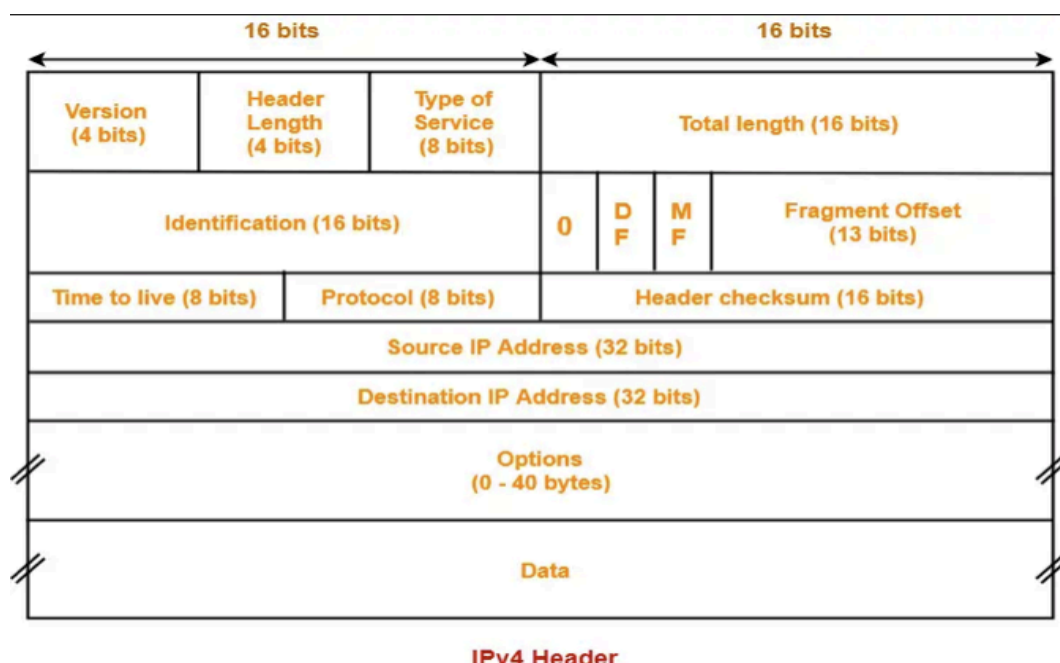 16 bits
16 bits
Version
(4 bits)
Header
Length
(4 bits)
Type of
Service
(8 bits)
Total length (16 bits)
Identification (16 bits)
0
D
F
M
F
Fragment Offset
(13 bits)
Time to live (8 bits)
Protocol (8 bits)
Header checksum (16 bits)
Source IP Address (32 bits)
Destination IP Address (32 bits)
Options
(0 - 40 bytes)
Data
IPv4 Header